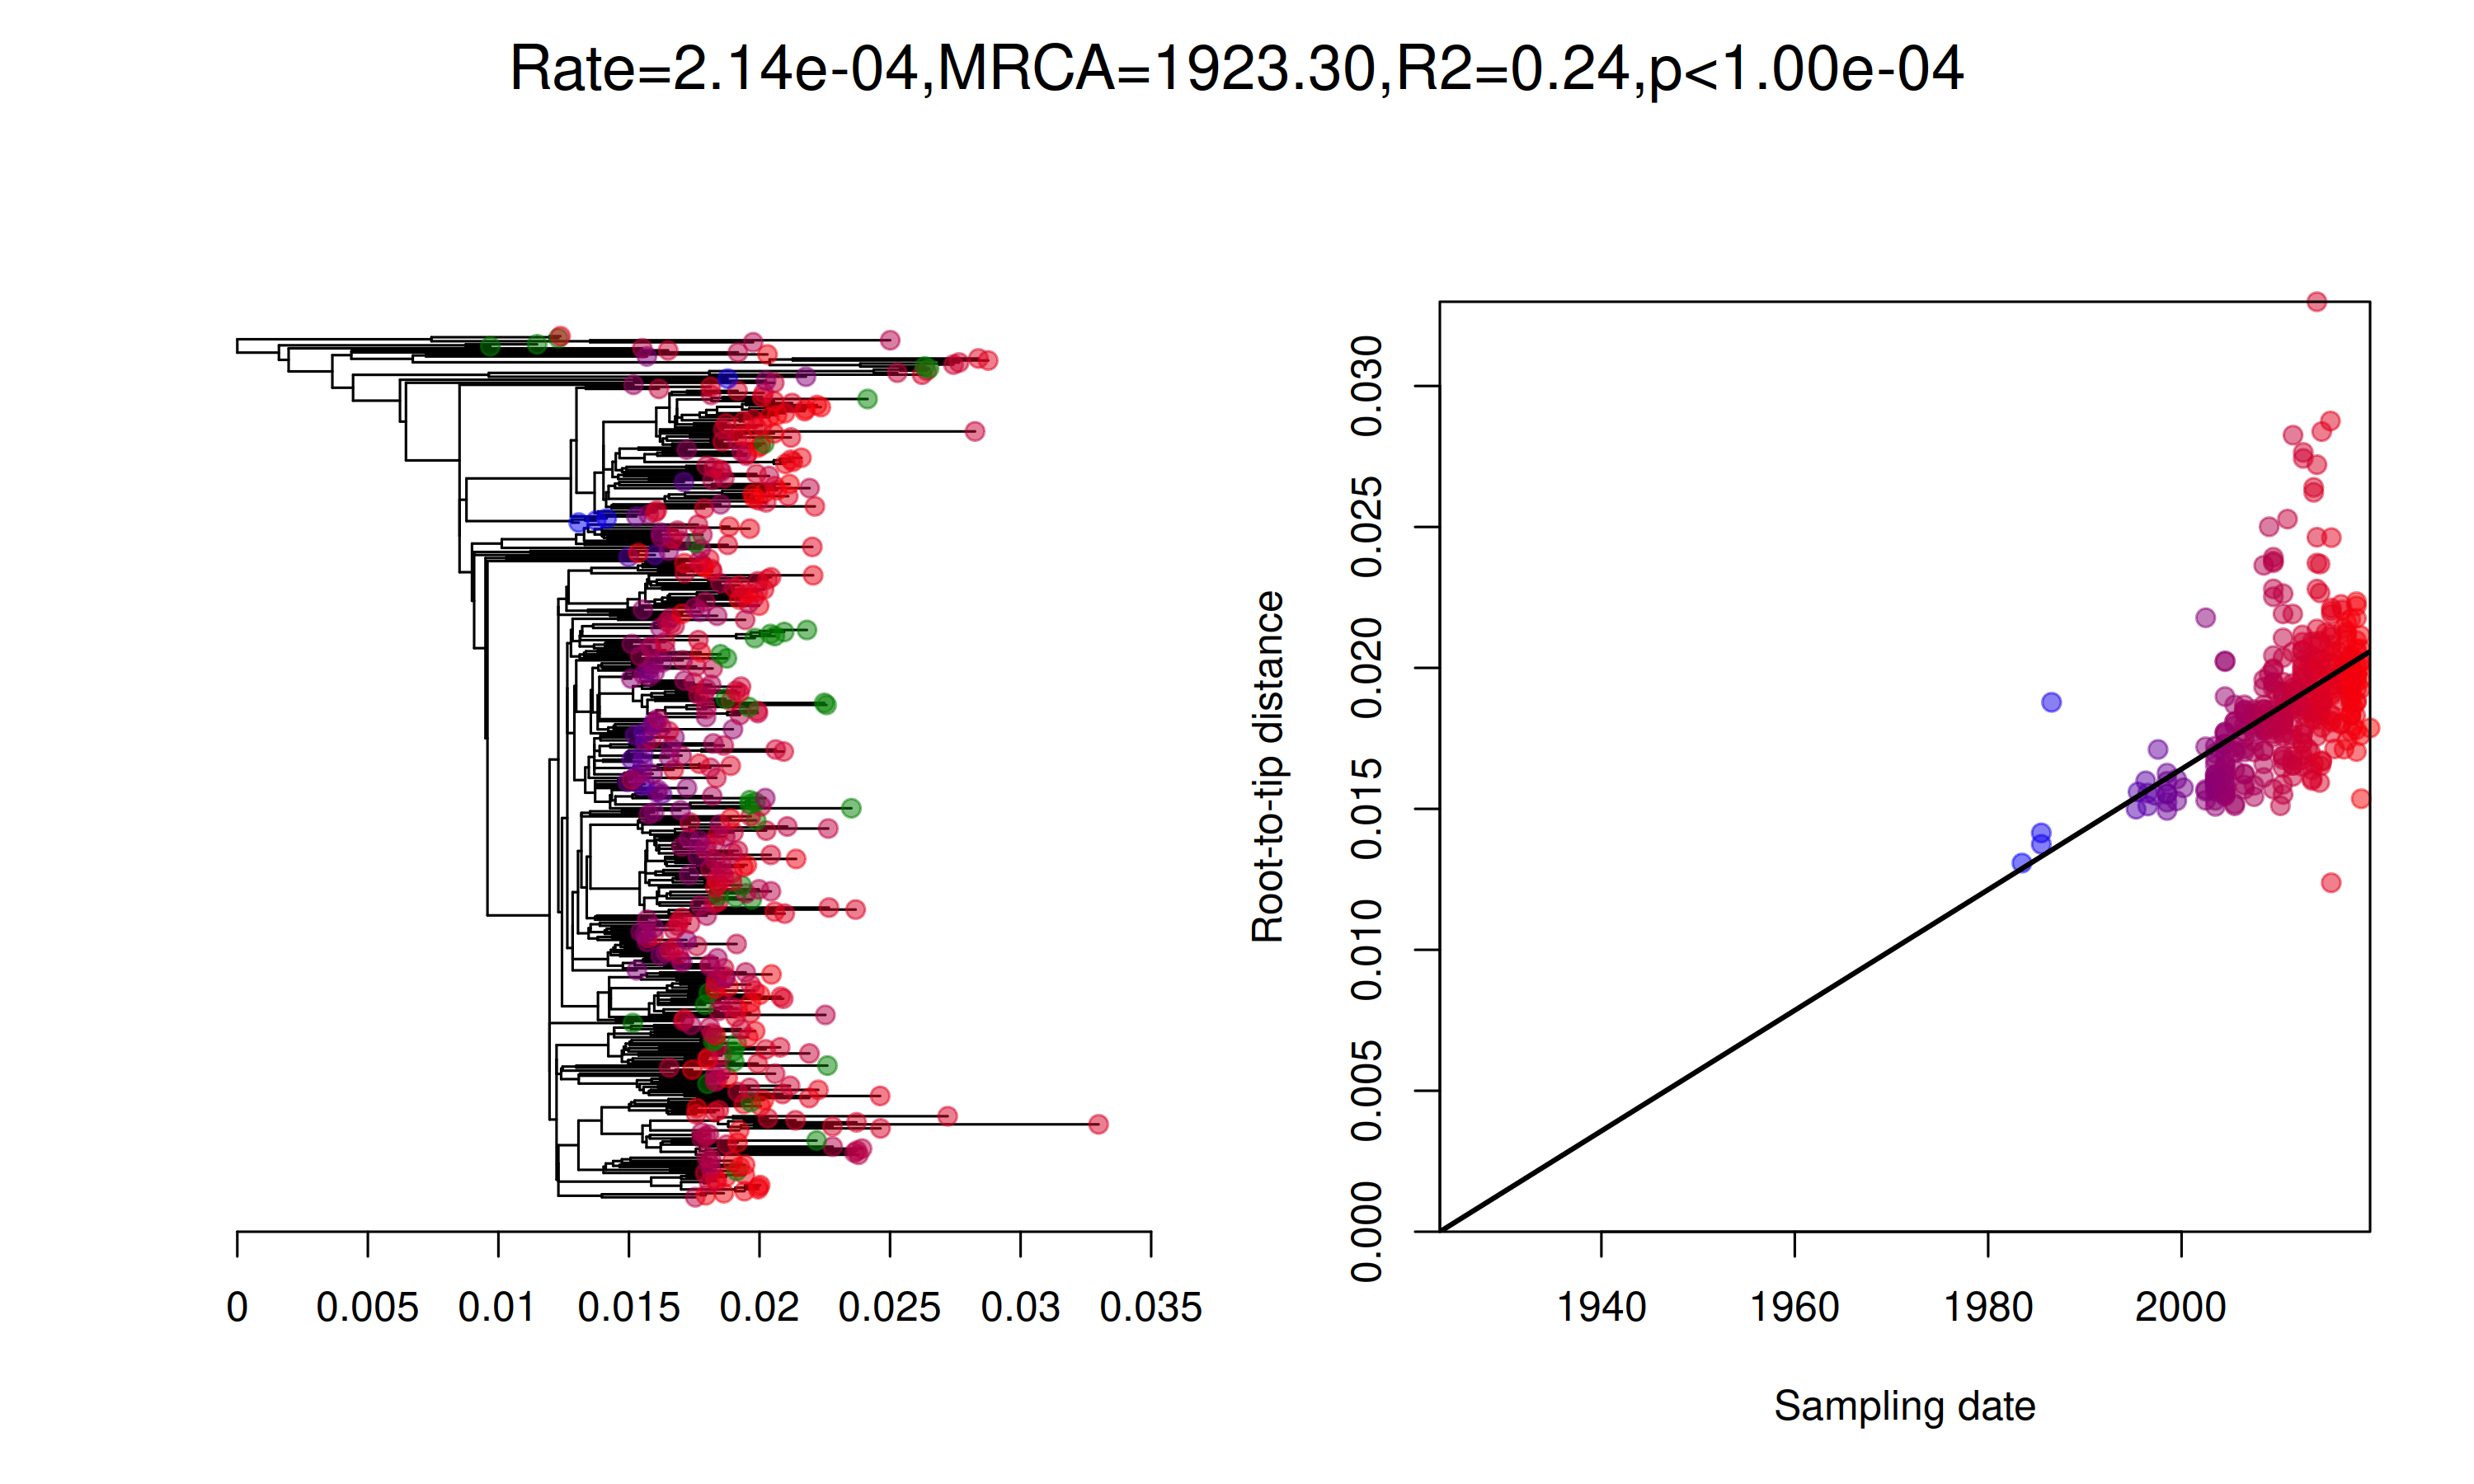 Rate=2.14e-04,MRCA=1923.30,R2=0.24,p<1.00e-04
0 0.005 0.01 0.015 0.02 0.025 0.03 0.035
Root-to-tip distance
0.000 0.005 0.010 0.015 0.020 0.025 0.030
1940 1960 1980 2000
Sampling date